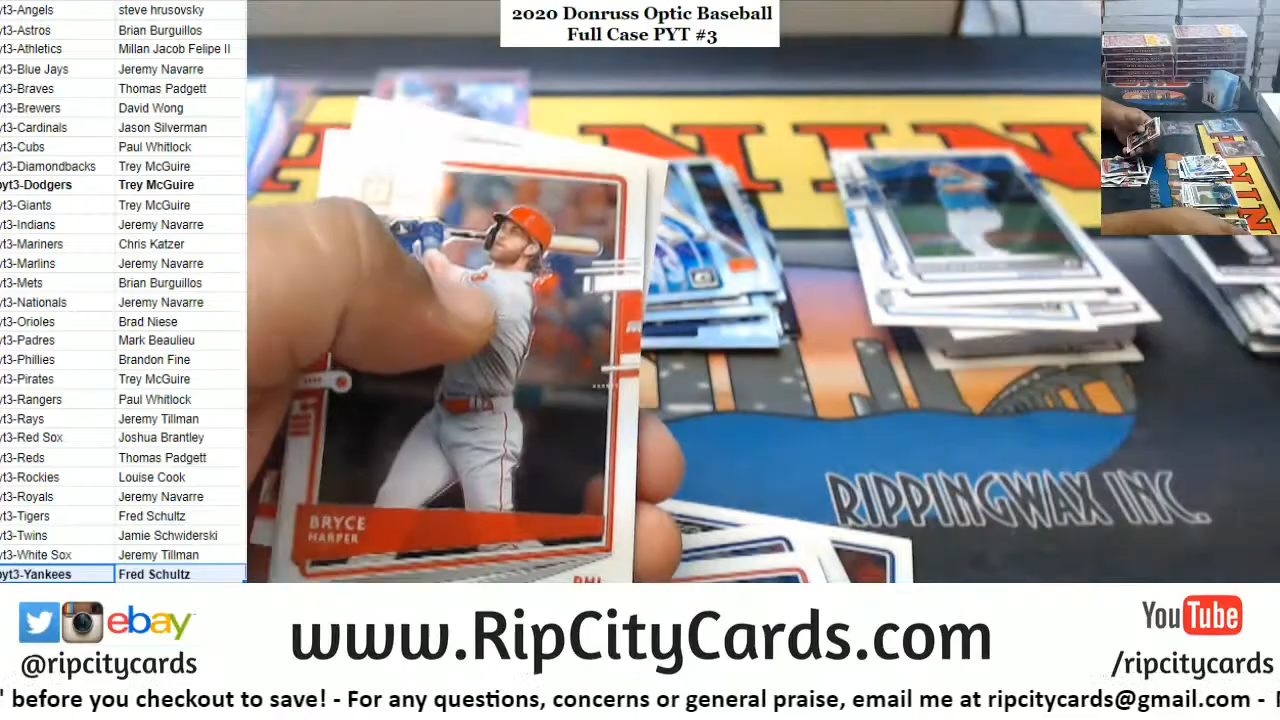 2020 Donruss Optic Baseball
Full Case PYT #3
yt3-Angels steve hrusovsky
yt3-Astros Brian Burguillos
yt3-Athletics Millan Jacob Felipe II
yt3-Blue Jays Jeremy Navarre
yt3-Braves Thomas Padgett
yt3-Brewers David Wong
yt3-Cardinals Jason Silverman
yt3-Cubs Paul Whitlock
yt3-Diamondbacks Trey McGuire
pyt3-Dodgers Trey McGuire
yt3-Giants Trey McGuire
yt3-Indians Jeremy Navarre
yt3-Mariners Chris Katzer
yt3-Marlins Jeremy Navarre
yt3-Mets Brian Burguillos
yt3-Nationals Jeremy Navarre
yt3-Orioles Brad Niese
yt3-Padres Mark Beaulieu
yt3-Phillies Brandon Fine
yt3-Pirates Trey McGuire
yt3-Rangers Paul Whitlock
yt3-Rays Jeremy Tillman
yt3-Red Sox Joshua Brantley
yt3-Reds Thomas Padgett
yt3-Rockies Louise Cook
yt3-Royals Jeremy Navarre
yt3-Tigers Fred Schultz
yt3-Twins Jamie Schwiderski
yt3-White Sox Jeremy Tillman
pyt3-Yankees Fred Schultz
BRYCE
HARPER
PHI
RIPPINGWAX INC.
ebay
@ripcitycards
www.RipCityCards.com
YouTube
/ripcitycards
" before you checkout to save! - For any questions, concerns or general praise, email me at ripcitycards@gmail.com -